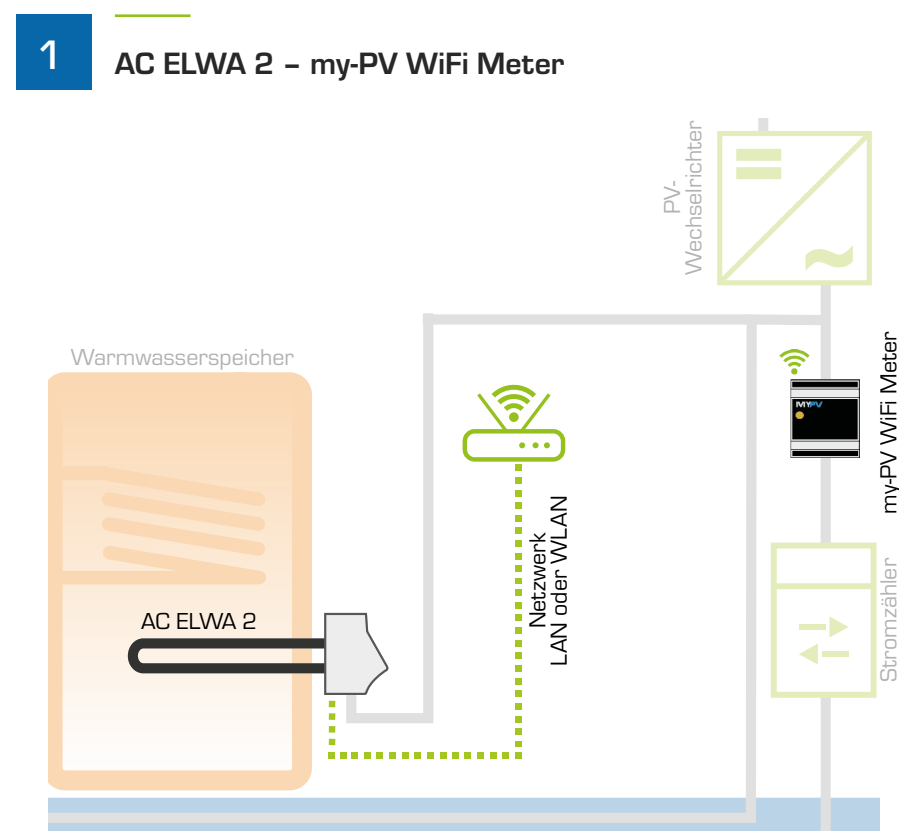 1
AC ELWA 2 – my-PV WiFi Meter
PV-
Wechselrichter
Warmwasserspeicher
my-PV WiFi Meter
MYPV
Netzwerk
LAN oder WLAN
Stromzähler
AC ELWA 2